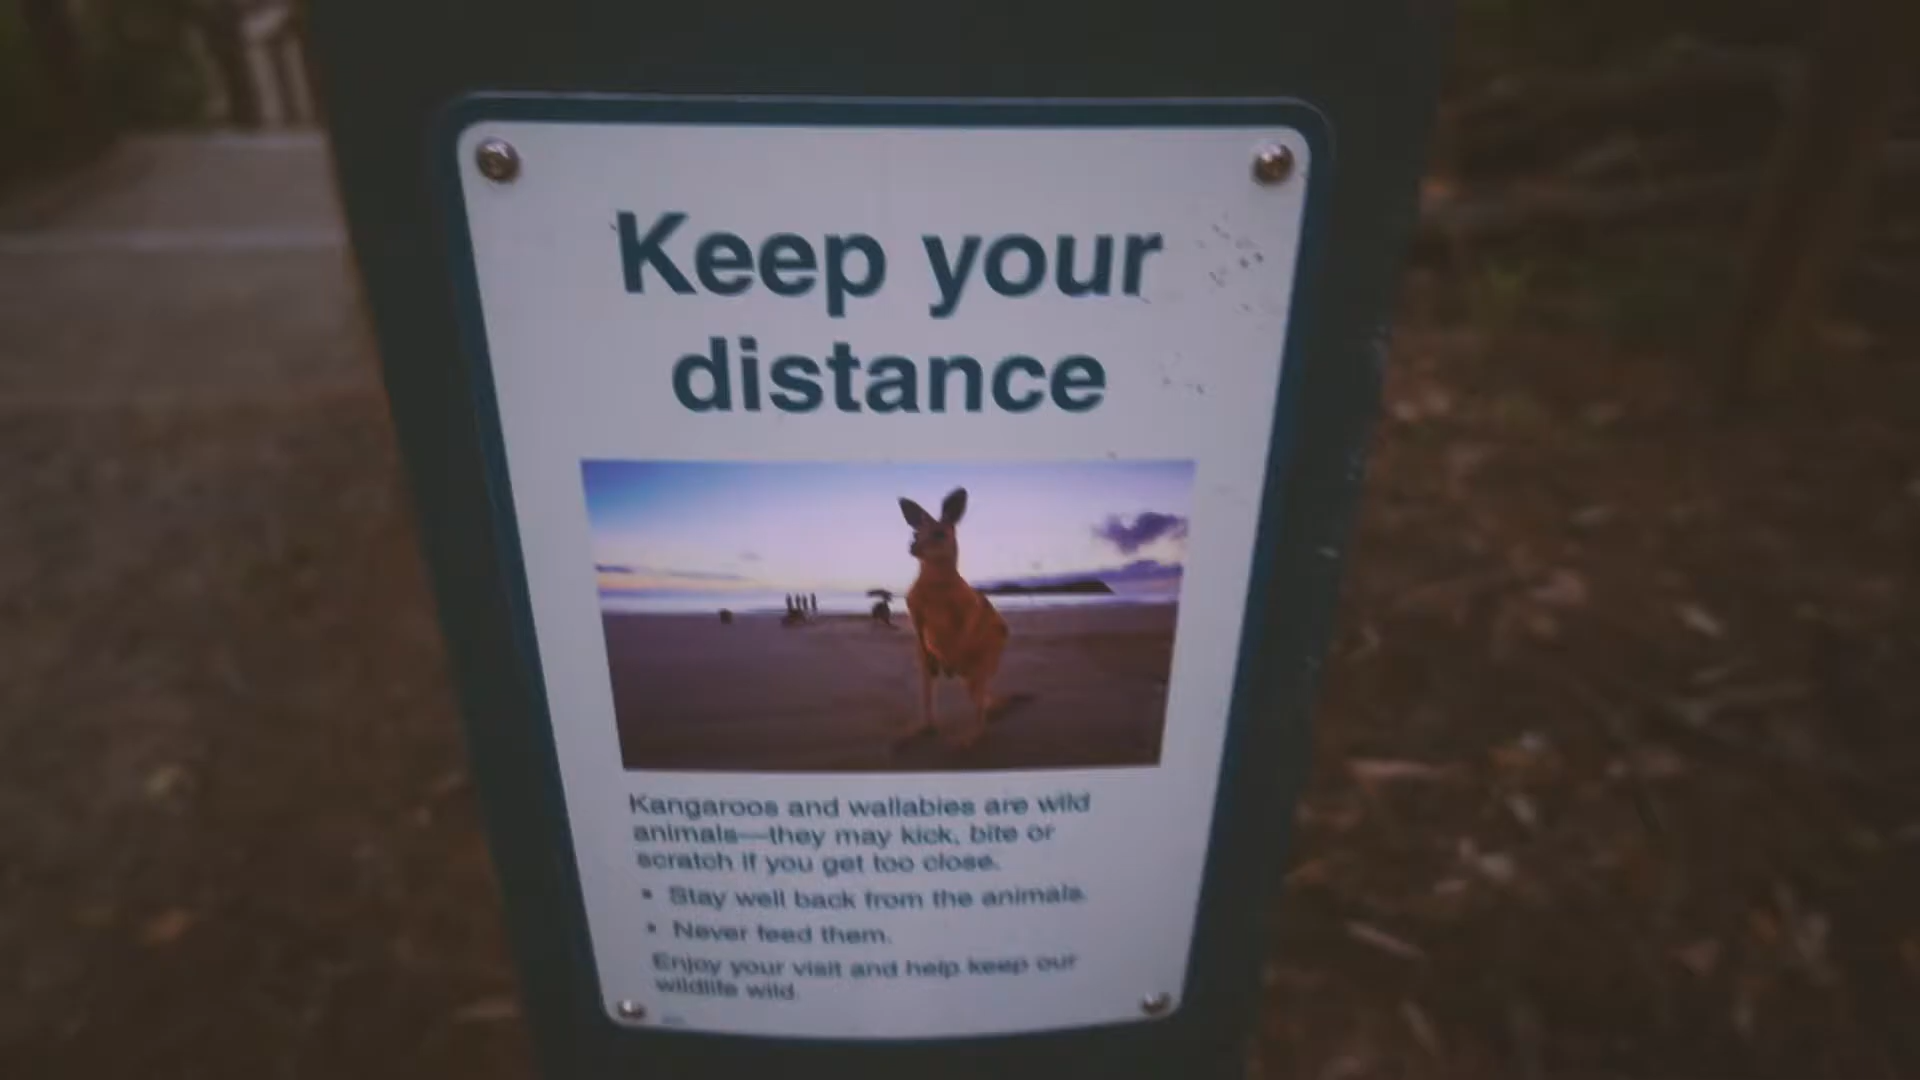 Keep your
distance
Kangaroos and wallabies are wild
animals—they may kick, bite or
scratch if you get too close.
• Stay well back from the animals.
• Never feed them.
Enjoy your visit and help keep our
wildlife wild.